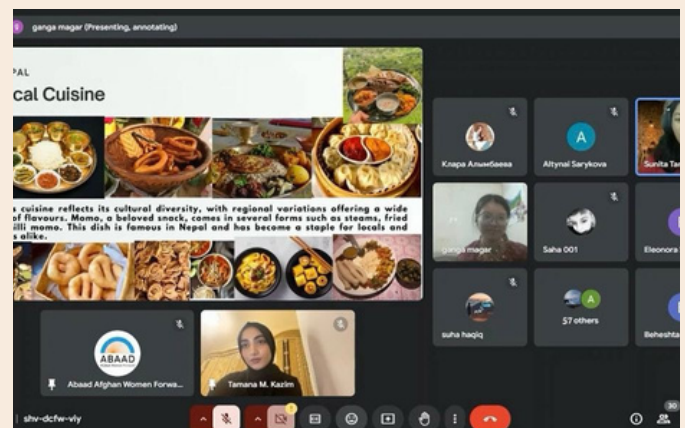 ganga magar (Presenting, annotating)
PAL
cal Cuisine
s cuisine reflects its cultural diversity, with regional variations offering a wide
of flavours. Momo, a beloved snack, comes in several forms such as steams, fried
illi momo. This dish is famous in Nepal and has become a staple for locals and
s alike.
Клара Алымбаева
Altynai Sarykova
Sunita Ta
ganga magar
Saha 001
Eleonora
suha haqiq
57 others
Beheshta
ABAAD
Abaad Afghan Women Forwa...
Tamana M. Kazim
shv-dcfw-viy
30